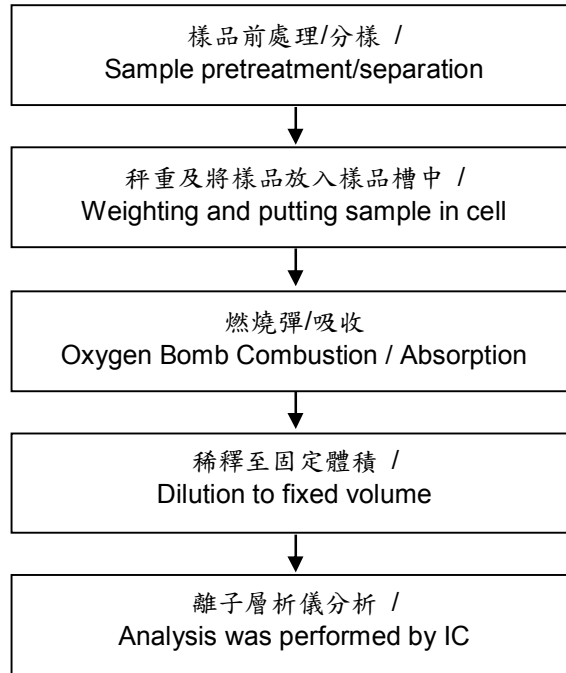 樣品前處理/分樣 /
Sample pretreatment/separation
秤重及將樣品放入樣品槽中 /
Weighting and putting sample in cell
燃燒彈/吸收
Oxygen Bomb Combustion / Absorption
稀釋至固定體積 /
Dilution to fixed volume
離子層析儀分析 /
Analysis was performed by IC